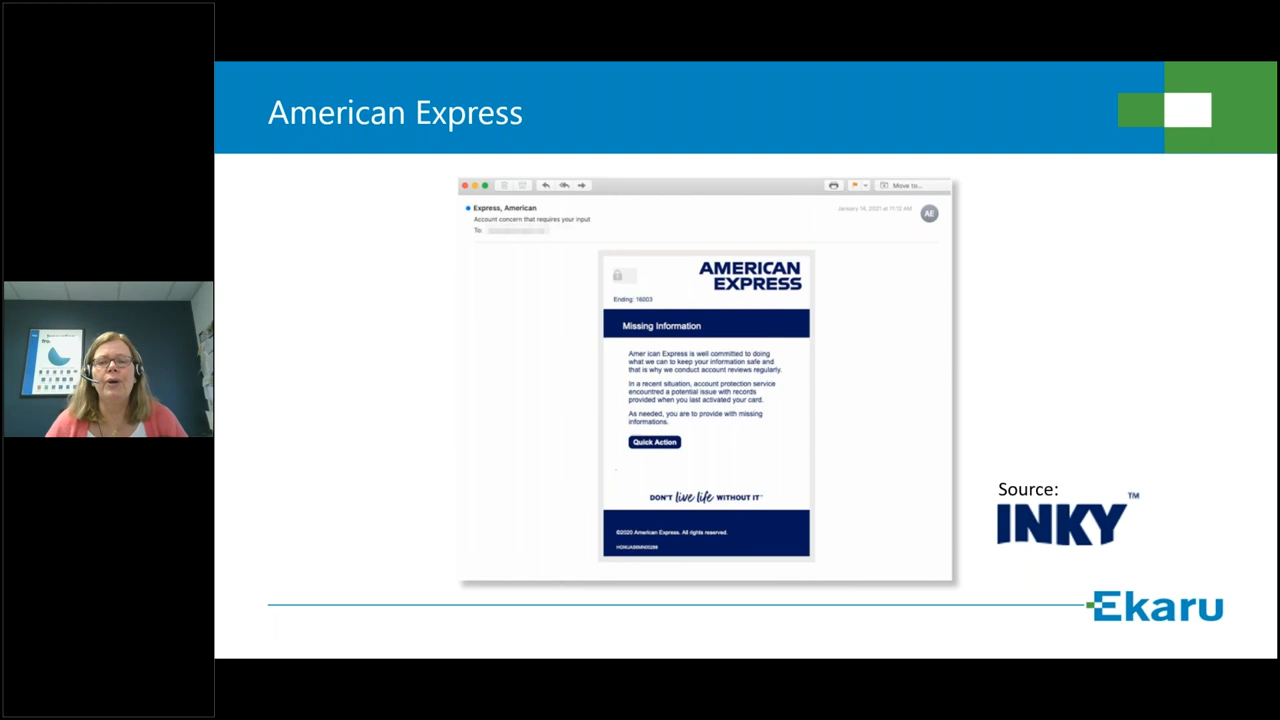 American Express
Move to...
Express, American
January 14, 2021 at 11:12 AM
AE
Account concern that requires your input
To:
AMERICAN
EXPRESS
Ending: 16003
Missing Information
Amer ican Express is well committed to doing
what we can to keep your information safe and
that is why we conduct account reviews regularly.
In a recent situation, account protection service
encountred a potential issue with records
provided when you last activated your card.
As needed, you are to provide with missing
informations.
Quick Action
DON'T live life WITHOUT IT™
©2020 American Express. All rights reserved.
Source:
INKY™
Ekaru